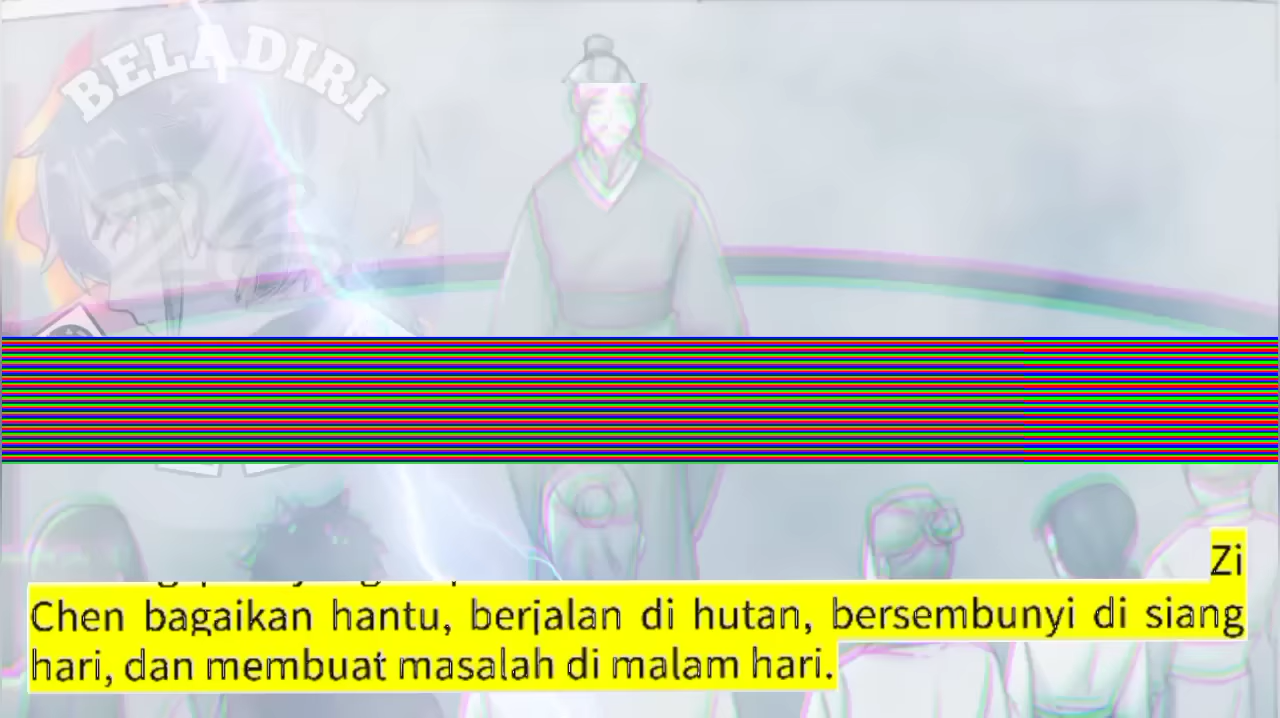 BELADIRI
Zi
Chen bagaikan hantu, berjalan di hutan, bersembunyi di siang
hari, dan membuat masalah di malam hari.